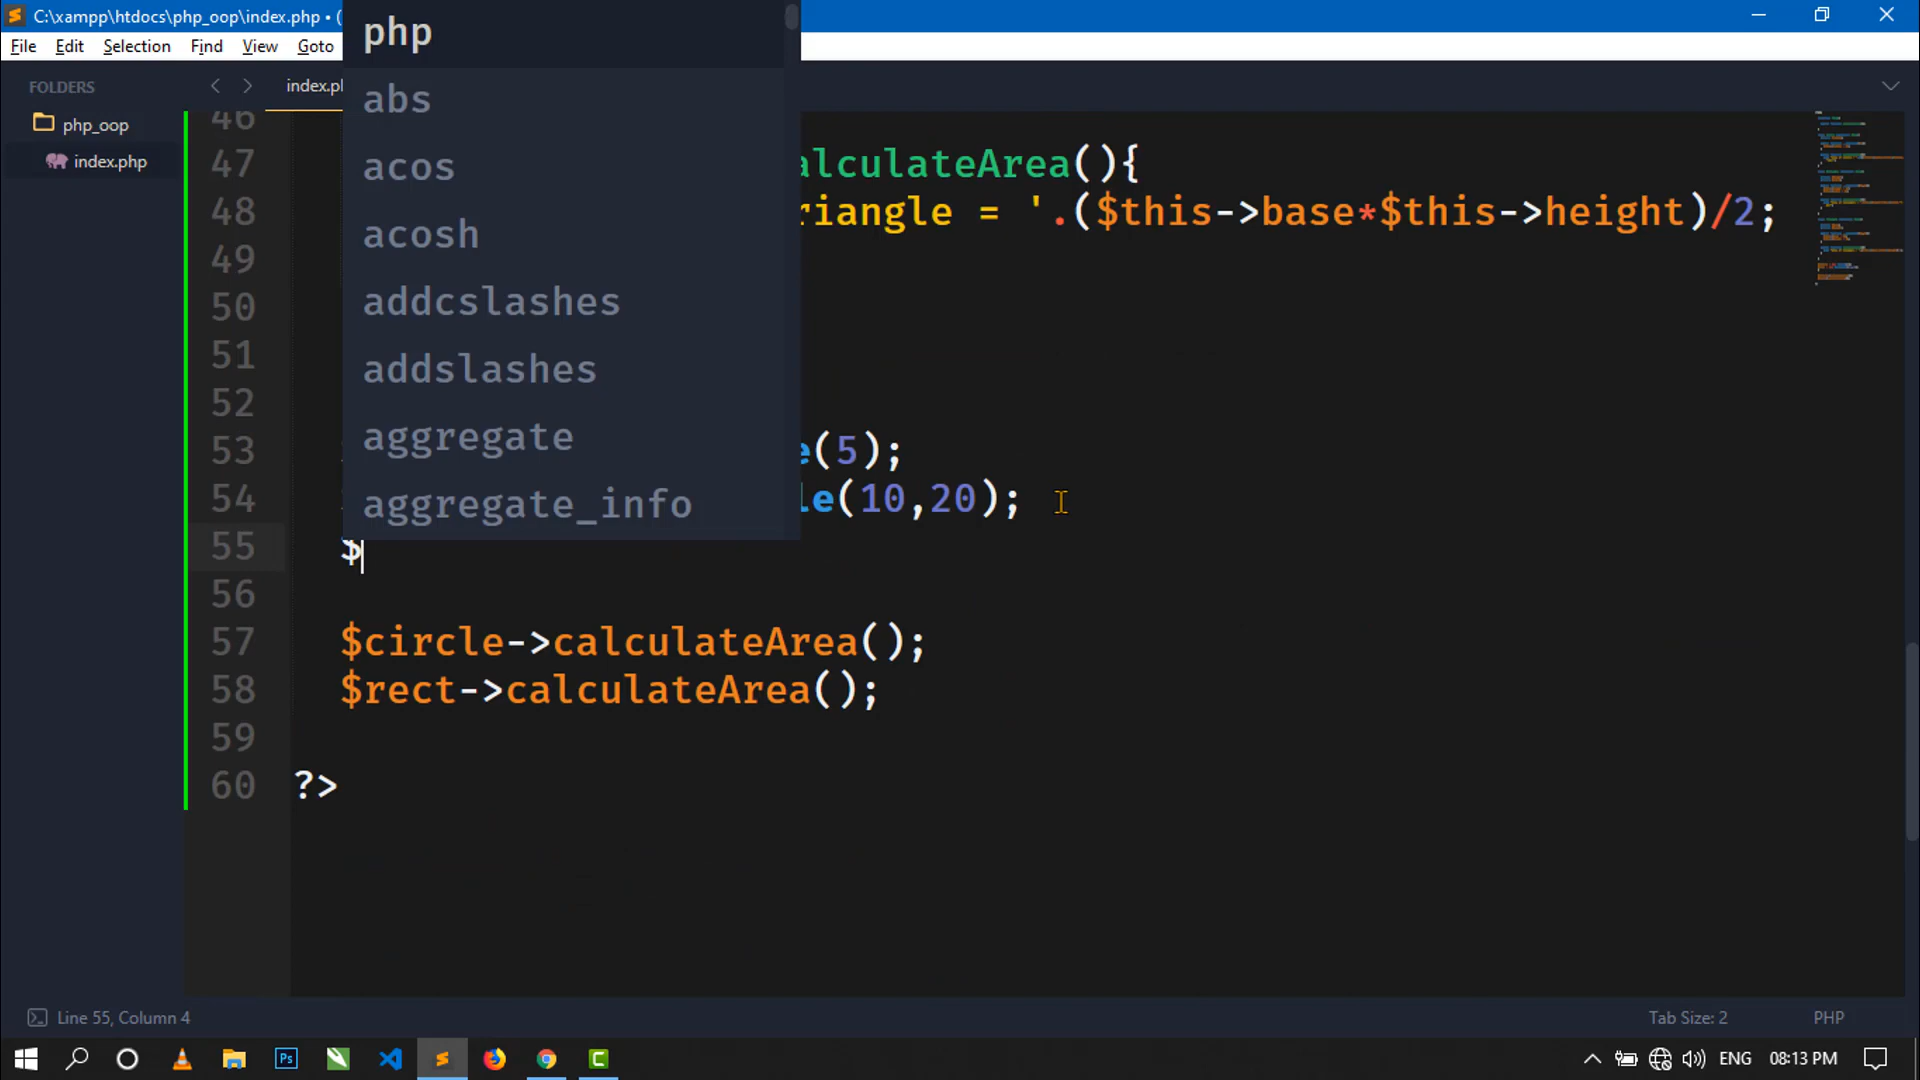 C:\xampp\htdocs\php_oop\index.php • (
File Edit Selection Find View Goto
FOLDERS
php_oop
index.php
index.ph
php
abs
acos
acosh
addcslashes
addslashes
aggregate
aggregate_info
46
47 alculateArea(){
48 riangle = '.($this->base*$this->height)/2;
49
50
51
52
53 e(5);
54 le(10,20);
55 $
56
57 $circle->calculateArea();
58 $rect->calculateArea();
59
60 ?>
Line 55, Column 4
Tab Size: 2
PHP
Ps
C
ENG
08:13 PM